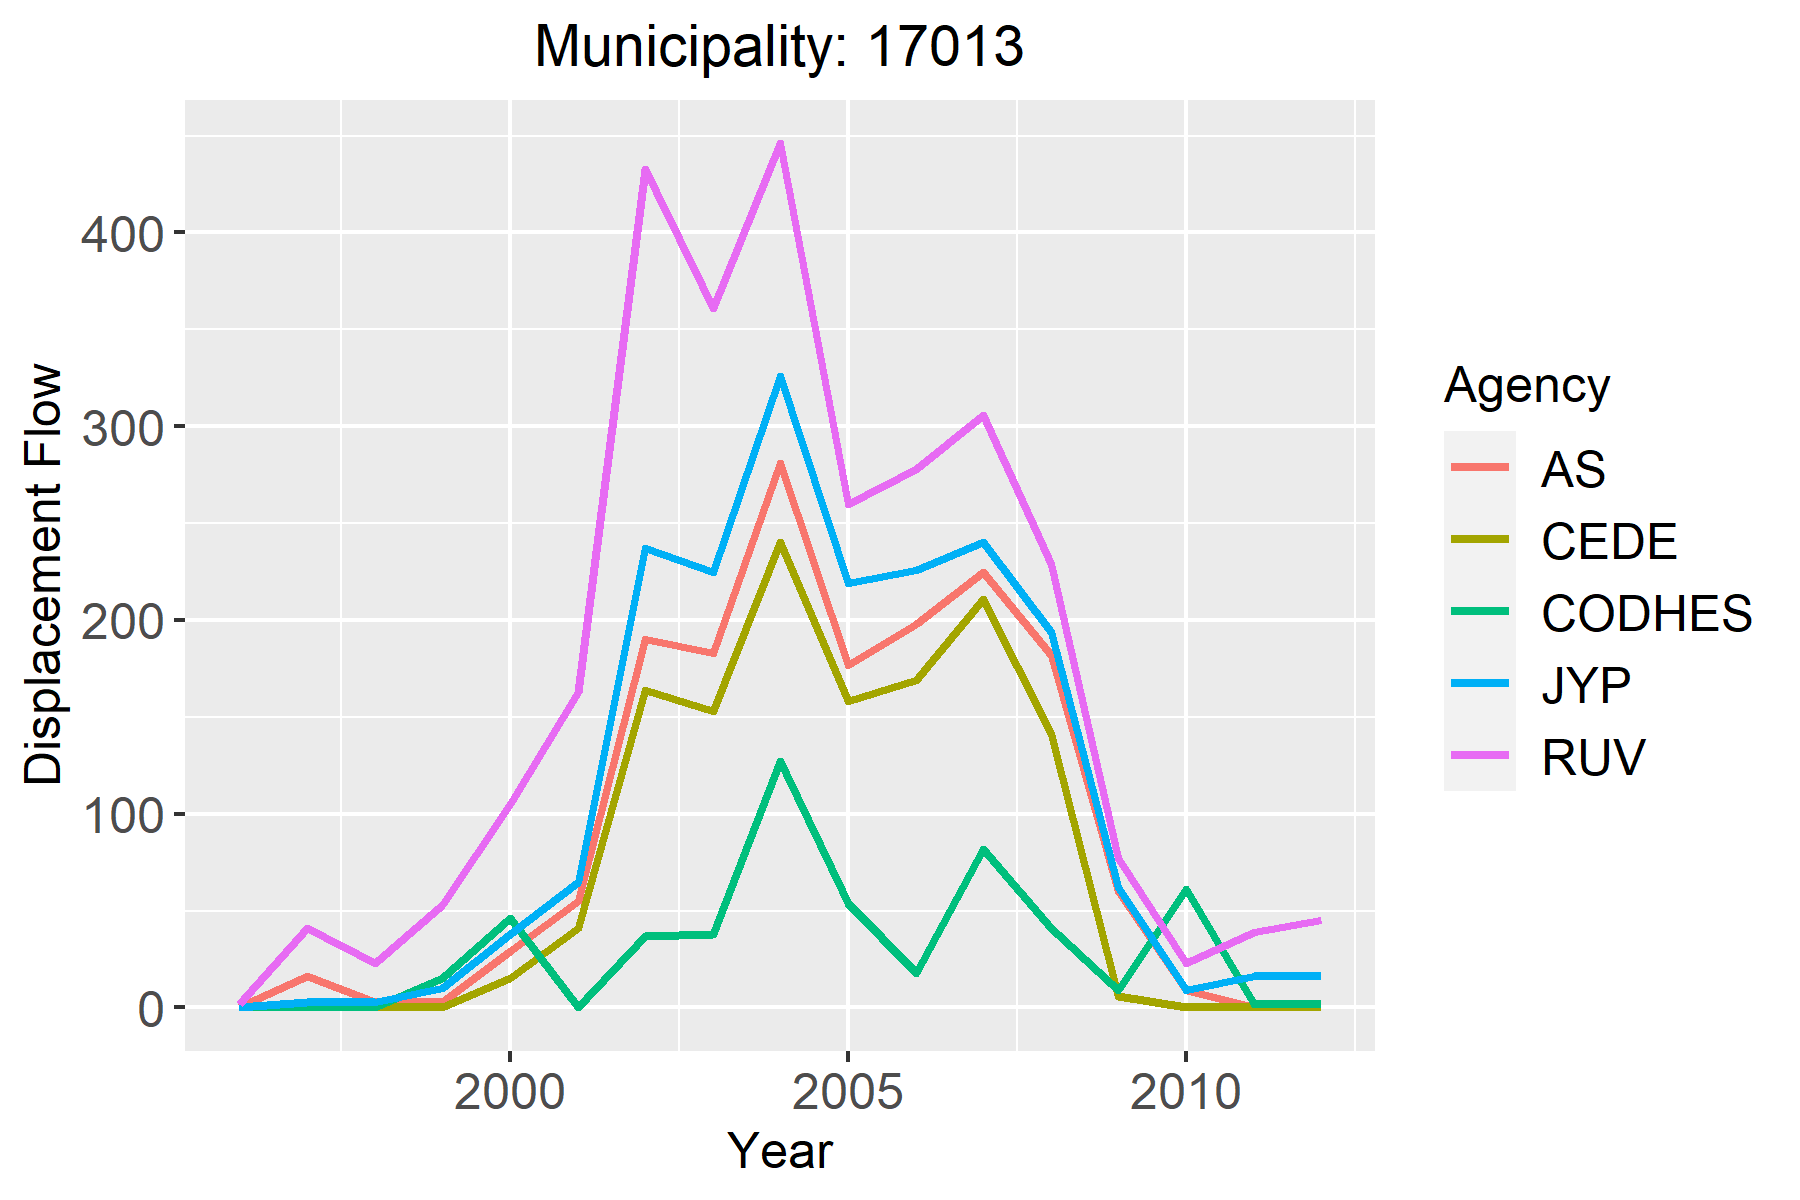 Municipality: 17013
Displacement Flow
400
300
200
100
0
2000 2005 2010
Year
Agency
AS
CEDE
CODHES
JYP
RUV